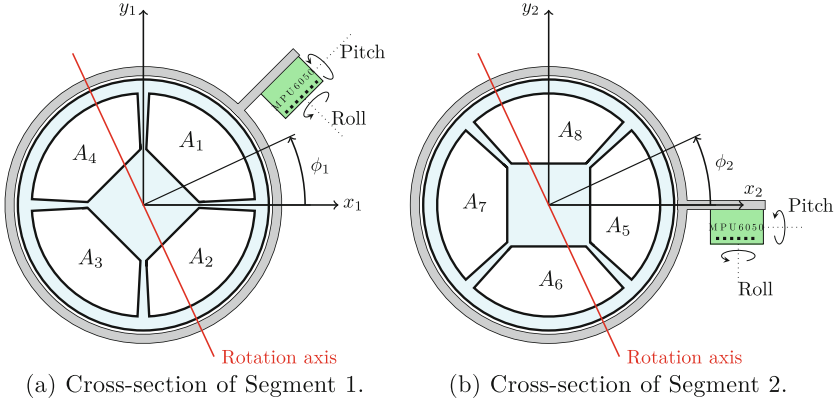 y1
y2
Pitch
MPU6050
Roll
A4
A1
ϕ1
x1
A3
A2
Rotation axis
(a) Cross-section of Segment 1.
A8
ϕ2
x2
A7
A5
Pitch
MPU6050
A6
Roll
Rotation axis
(b) Cross-section of Segment 2.